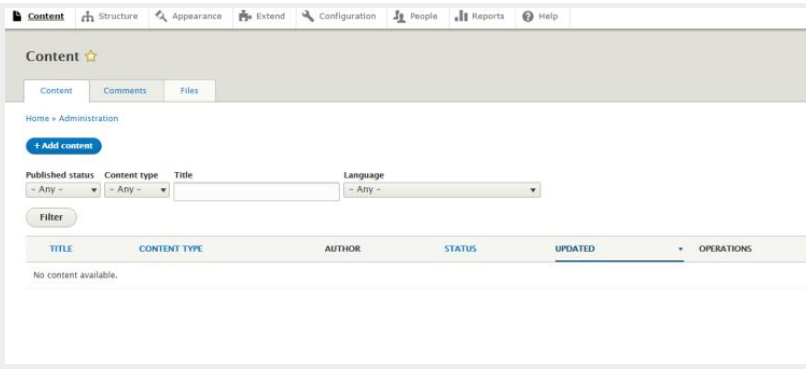 Content Structure Appearance Extend Configuration People Reports Help
Content
Content Comments Files
Home » Administration
+ Add content
Published status Content type Title Language
- Any - - Any - - Any -
Filter
TITLE CONTENT TYPE AUTHOR STATUS UPDATED OPERATIONS
No content available.